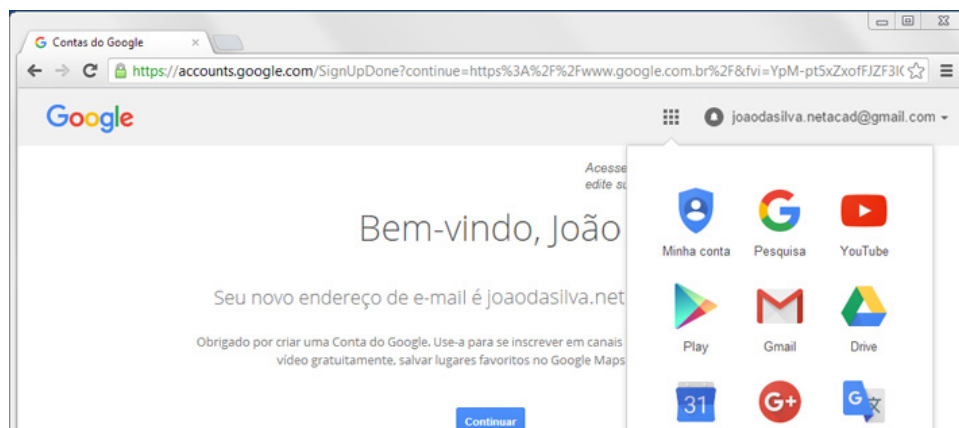 Contas do Google
https://accounts.google.com/SignUpDone?continue=https%3A%2F%2Fwww.google.com.br%2F&fvi=YpM-pt5xZxofFJZF3l(
Google
joaodasilva.netacad@gmail.com
Acesse
edite su
Bem-vindo, João
Seu novo endereço de e-mail é joaodasilva.net
Obrigado por criar uma Conta do Google. Use-a para se inscrever em canais
vídeo gratuitamente, salvar lugares favoritos no Google Maps
Continuar
Minha conta Pesquisa YouTube
Play Gmail Drive
31 G+ G 文